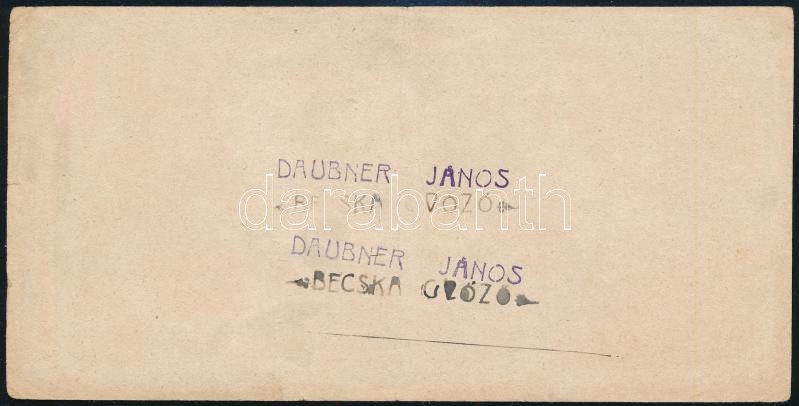 DAUBNER JÁNOS
darabanth
DAUBNER JÁNOS
BECSKA